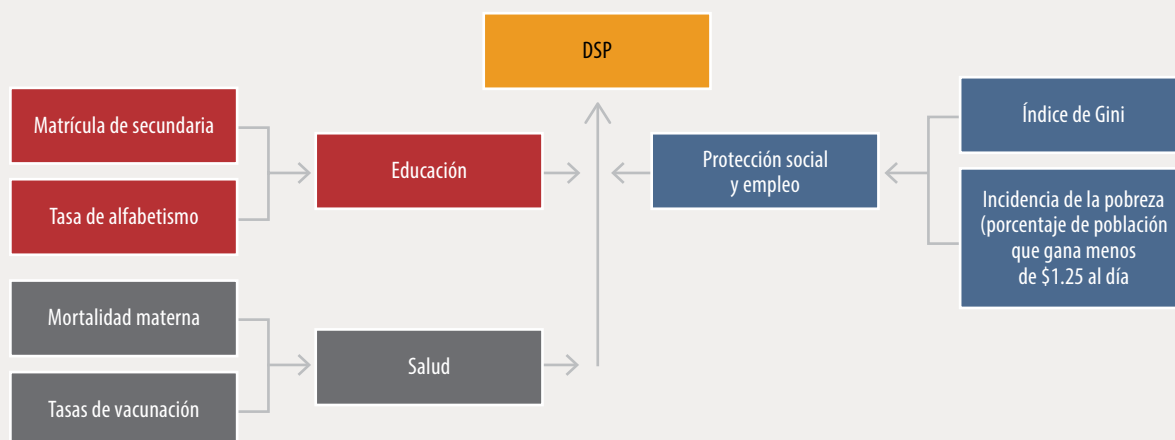 DSP
Matrícula de secundaria
Tasa de alfabetismo
Educación
Protección social
y empleo
Índice de Gini
Incidencia de la pobreza
(porcentaje de población
que gana menos
de $1.25 al día
Mortalidad materna
Tasas de vacunación
Salud